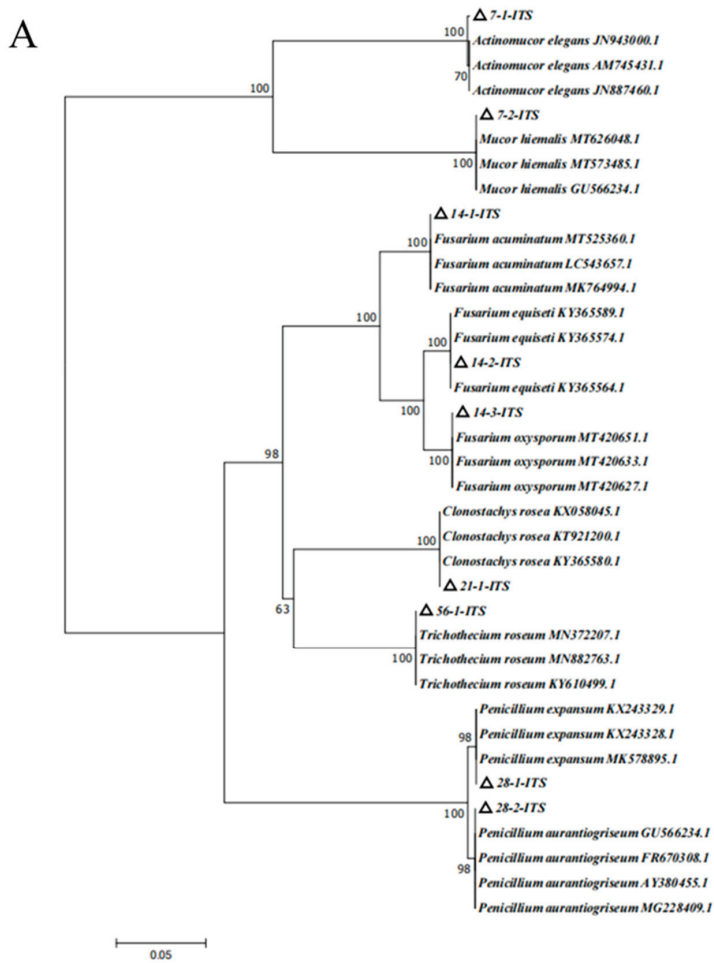 A
△ 7-1-ITS
100
Actinomucor elegans JN943000.1
Actinomucor elegans AM745431.1
70
Actinomucor elegans JN887460.1
100
△ 7-2-ITS
Mucor hiemalis MT626048.1
100
Mucor hiemalis MT573485.1
Mucor hiemalis GU566234.1
△ 14-1-ITS
100
Fusarium acuminatum MT525360.1
Fusarium acuminatum LC543657.1
Fusarium acuminatum MK764994.1
100
Fusarium equiseti KY365589.1
100
Fusarium equiseti KY365574.1
△ 14-2-ITS
Fusarium equiseti KY365564.1
100
△ 14-3-ITS
Fusarium oxysporum MT420651.1
100
Fusarium oxysporum MT420633.1
Fusarium oxysporum MT420627.1
98
Clonostachys rosea KX058045.1
100
Clonostachys rosea KT921200.1
Clonostachys rosea KY365580.1
△ 21-1-ITS
63
△ 56-1-ITS
Trichothecium roseum MN372207.1
100
Trichothecium roseum MN882763.1
Trichothecium roseum KY610499.1
Penicillium expansum KX243329.1
98
Penicillium expansum KX243328.1
Penicillium expansum MK578895.1
△ 28-1-ITS
100
△ 28-2-ITS
Penicillium aurantiogriseum GU566234.1
Penicillium aurantiogriseum FR670308.1
98
Penicillium aurantiogriseum AY380455.1
Penicillium aurantiogriseum MG228409.1
0.05